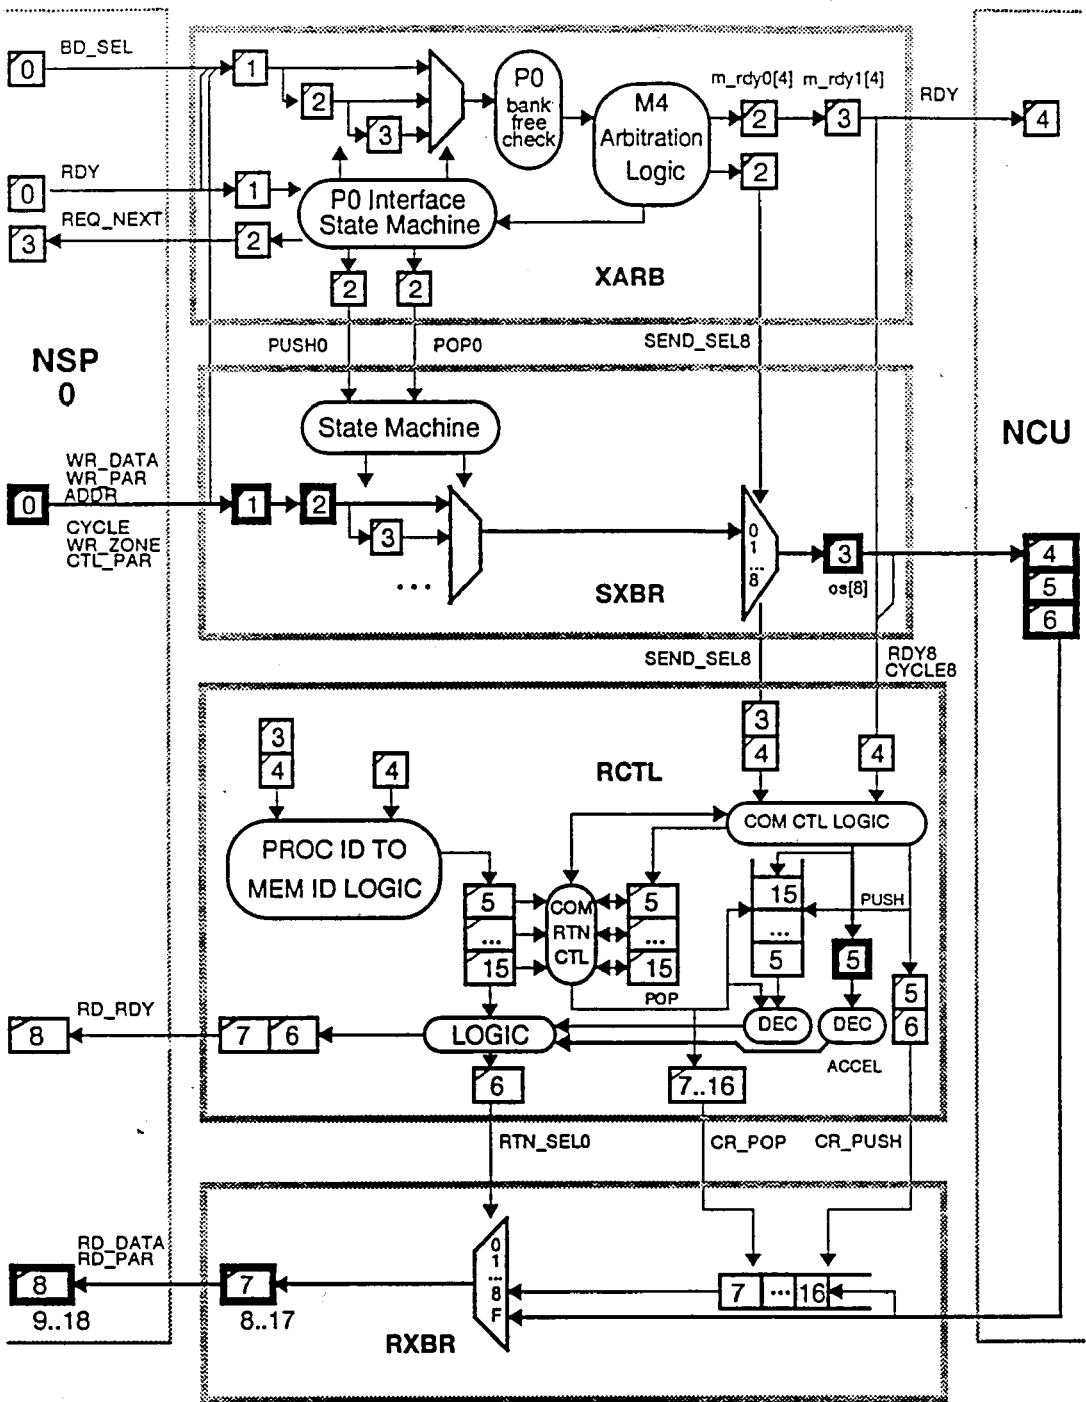 BD_SEL
0
1
2
3
P0
bank
free
check
M4
Arbitration
Logic
m_rdy0[4]
m_rdy1[4]
2
3
2
RDY
4
RDY
0
1
P0 Interface
State Machine
REQ_NEXT
3
2
2
2
XARB
PUSH0
POP0
SEND_SEL8
NSP
0
State Machine
NCU
WR_DATA
WR_PAR
ADDR
CYCLE
WR_ZONE
CTL_PAR
0
1
2
3
...
0
1
...
8
3
os[8]
4
5
6
SXBR
SEND_SEL8
RDY8
CYCLE8
3
4
4
3
4
4
RCTL
PROC ID TO
MEM ID LOGIC
COM CTL LOGIC
5
...
15
COM
RTN
CTL
5
...
15
15
...
5
PUSH
5
5
6
POP
DEC
DEC
ACCEL
RD_RDY
8
7
6
LOGIC
6
7..16
RTN_SEL0
CR_POP
CR_PUSH
RD_DATA
RD_PAR
8
9..18
7
8..17
0
1
...
8
F
7
...
16
RXBR